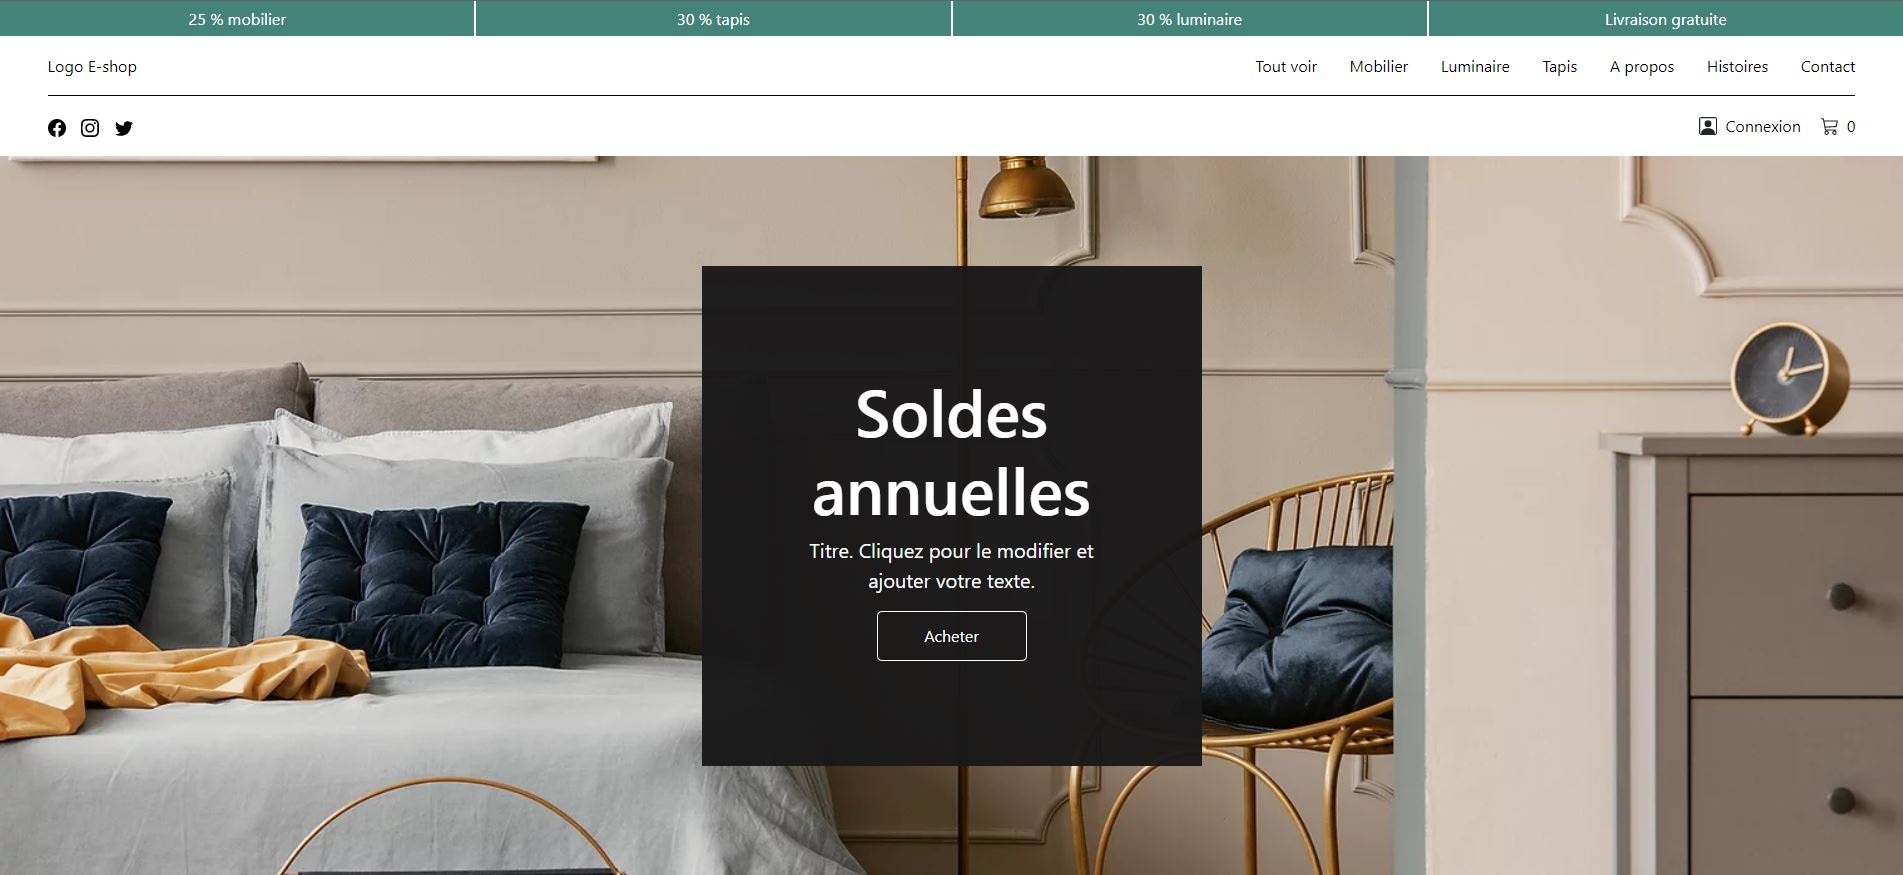 25 % mobilier
30 % tapis
30 % luminaire
Livraison gratuite
Logo E-shop
Tout voir
Mobilier
Luminaire
Tapis
A propos
Histoires
Contact
Connexion
0
Soldes
annuelles
Titre. Cliquez pour le modifier et
ajouter votre texte.
Acheter